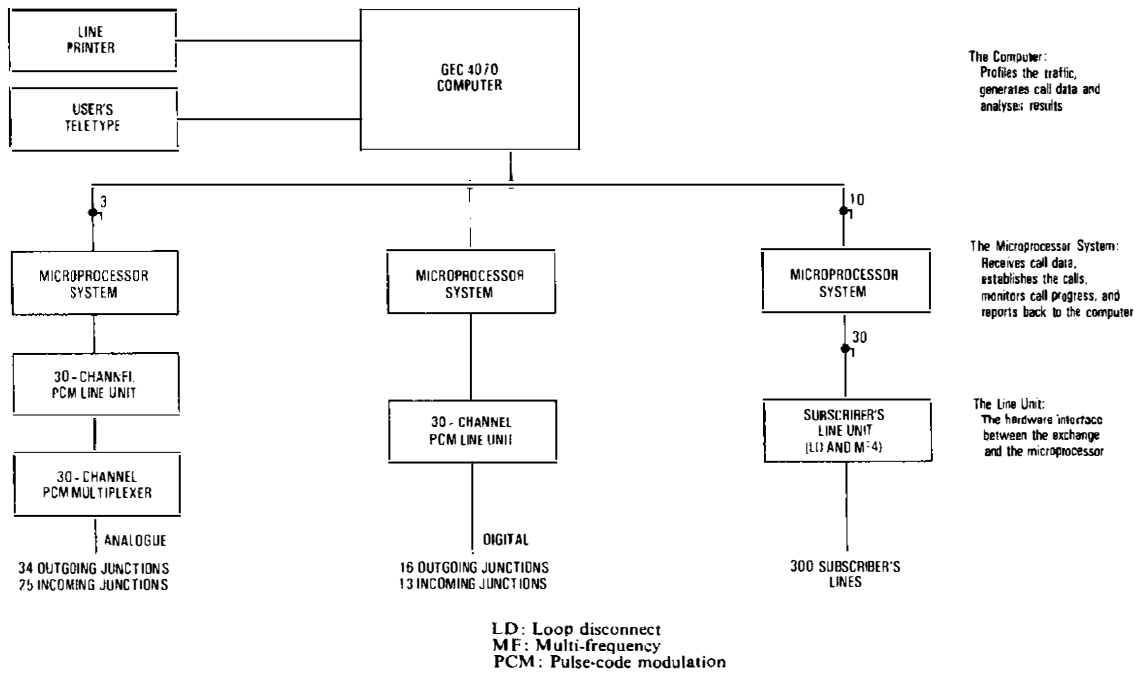 LINE
PRINTER
GEC 4070
COMPUTER
USER'S
TELETYPE
The Computer:
Profiles the traffic,
generates call data and
analyses results
3
10
MICROPROCESSOR
SYSTEM
MICROPROCESSOR
SYSTEM
MICROPROCESSOR
SYSTEM
The Microprocessor System:
Receives call data,
establishes the calls,
monitors call progress, and
reports back to the computer
30
30-CHANNEL
PCM LINE UNIT
30-CHANNEL
PCM LINE UNIT
SUBSCRIBER'S
LINE UNIT
(LD AND MF4)
The Line Unit:
The hardware interface
between the exchange
and the microprocessor
30-CHANNEL
PCM MULTIPLEXER
ANALOGUE
DIGITAL
34 OUTGOING JUNCTIONS
25 INCOMING JUNCTIONS
16 OUTGOING JUNCTIONS
13 INCOMING JUNCTIONS
300 SUBSCRIBER'S
LINES
LD: Loop disconnect
MF: Multi-frequency
PCM: Pulse-code modulation